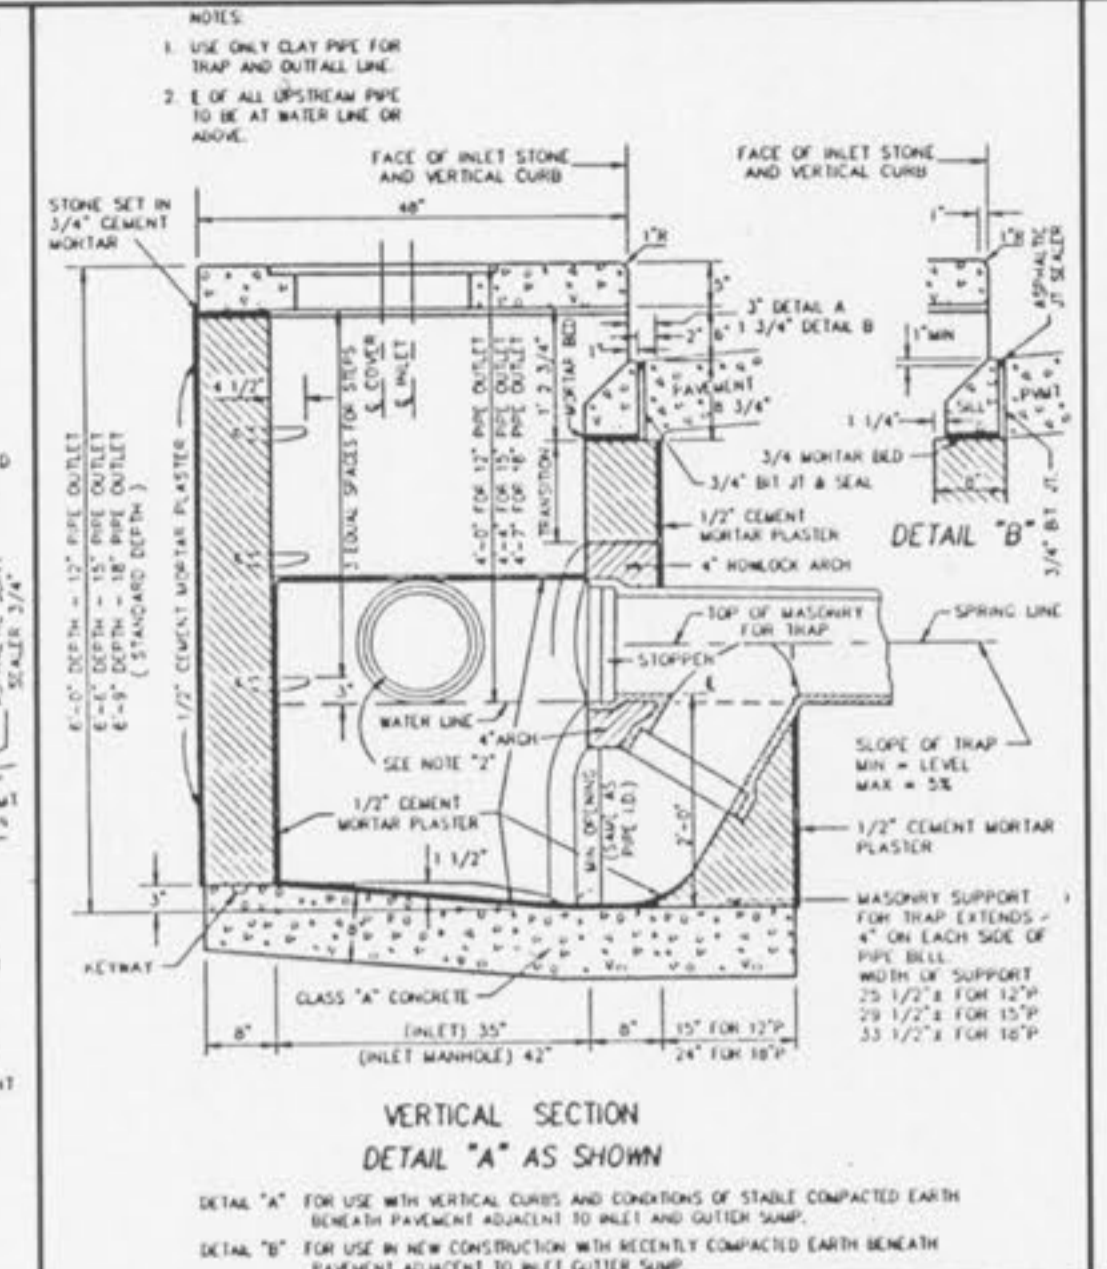 NOTES:
1. USE ONLY CLAY PIPE FOR
TRAP AND OUTFALL LINE.
2. ℄ OF ALL UPSTREAM PIPE
TO BE AT WATER LINE OR
ABOVE.
FACE OF INLET STONE
AND VERTICAL CURB
FACE OF INLET STONE
AND VERTICAL CURB
STONE SET IN
3/4" CEMENT
MORTAR
48"
1"R
5"
3" DETAIL A
1 3/4" DETAIL B
2"
6"
1"
1"
1"R
ASPHALTIC
JT SEALER
1" MIN
4 1/2"
3 EQUAL SPACES FOR STEPS
℄ COVER
℄ INLET
4'-0" FOR 12" PIPE OUTLET
4'-4" FOR 15" PIPE OUTLET
4'-7" FOR 18" PIPE OUTLET
TRANSITION
1' 2 3/4"
MORTAR BED
PAVEMENT
8 3/4"
1 1/4"
SILL
PVMT
3/4 MORTAR BED
8"
3/4" BIT JT & SEAL
3/4" BIT JT.
DETAIL "B"
1/2" CEMENT
MORTAR PLASTER
4" ROWLOCK ARCH
6'-0" DEPTH - 12" PIPE OUTLET
DEPTH - 15" PIPE OUTLET
6'-9" DEPTH - 18" PIPE OUTLET
( STANDARD DEPTH )
1/2" CEMENT MORTAR PLASTER
SEALER 3/4"
TOP OF MASONRY
FOR TRAP
SPRING LINE
STOPPER
℄
WATER LINE
4" ARCH
SEE NOTE "2"
SLOPE OF TRAP
MIN = LEVEL
MAX = 5%
1/2" CEMENT
MORTAR PLASTER
MIN OPENING
(SAME AS
PIPE I.D.)
2'-0"
1/2" CEMENT MORTAR
PLASTER
1 1/2"
3"
8"
MASONRY SUPPORT
FOR TRAP EXTENDS
4" ON EACH SIDE OF
PIPE BELL.
WIDTH OF SUPPORT
25 1/2"± FOR 12"P
29 1/2"± FOR 15"P
33 1/2"± FOR 18"P
KEYWAY
CLASS "A" CONCRETE
8"
(INLET) 35"
(INLET MANHOLE) 42"
8"
15" FOR 12"P
24" FOR 18"P
VERTICAL SECTION
DETAIL "A" AS SHOWN
DETAIL "A" FOR USE WITH VERTICAL CURBS AND CONDITIONS OF STABLE COMPACTED EARTH
BENEATH PAVEMENT ADJACENT TO INLET AND GUTTER SUMP.
DETAIL "B" FOR USE IN NEW CONSTRUCTION WITH RECENTLY COMPACTED EARTH BENEATH
PAVEMENT ADJACENT TO INLET GUTTER SUMP